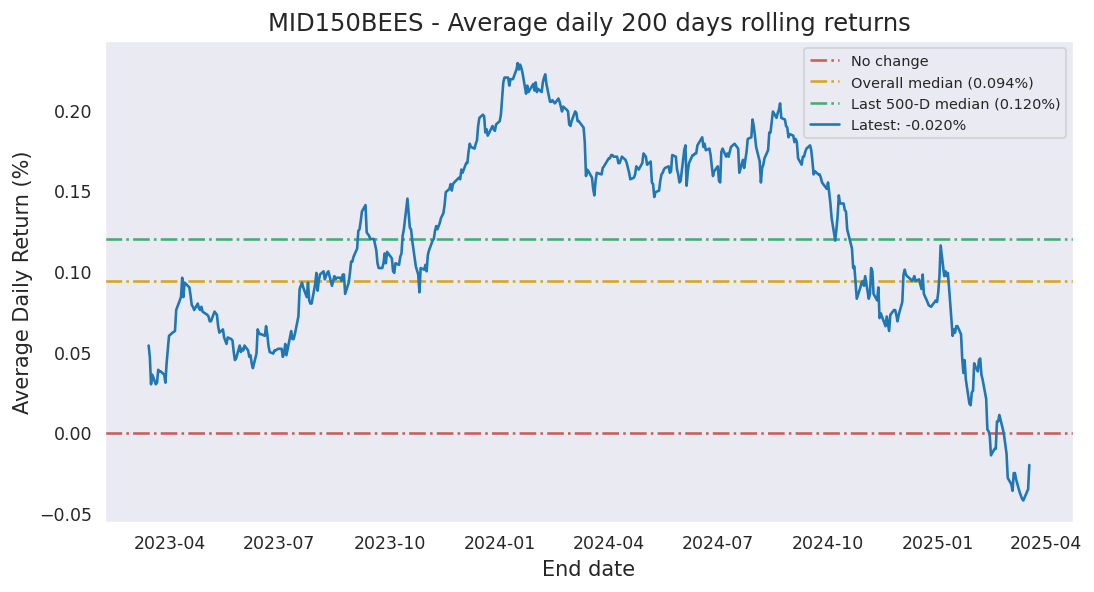 MID150BEES - Average daily 200 days rolling returns
No change
Overall median (0.094%)
Last 500-D median (0.120%)
Latest: -0.020%
Average Daily Return (%)
0.20
0.15
0.10
0.05
0.00
−0.05
2023-04 2023-07 2023-10 2024-01 2024-04 2024-07 2024-10 2025-01 2025-04
End date